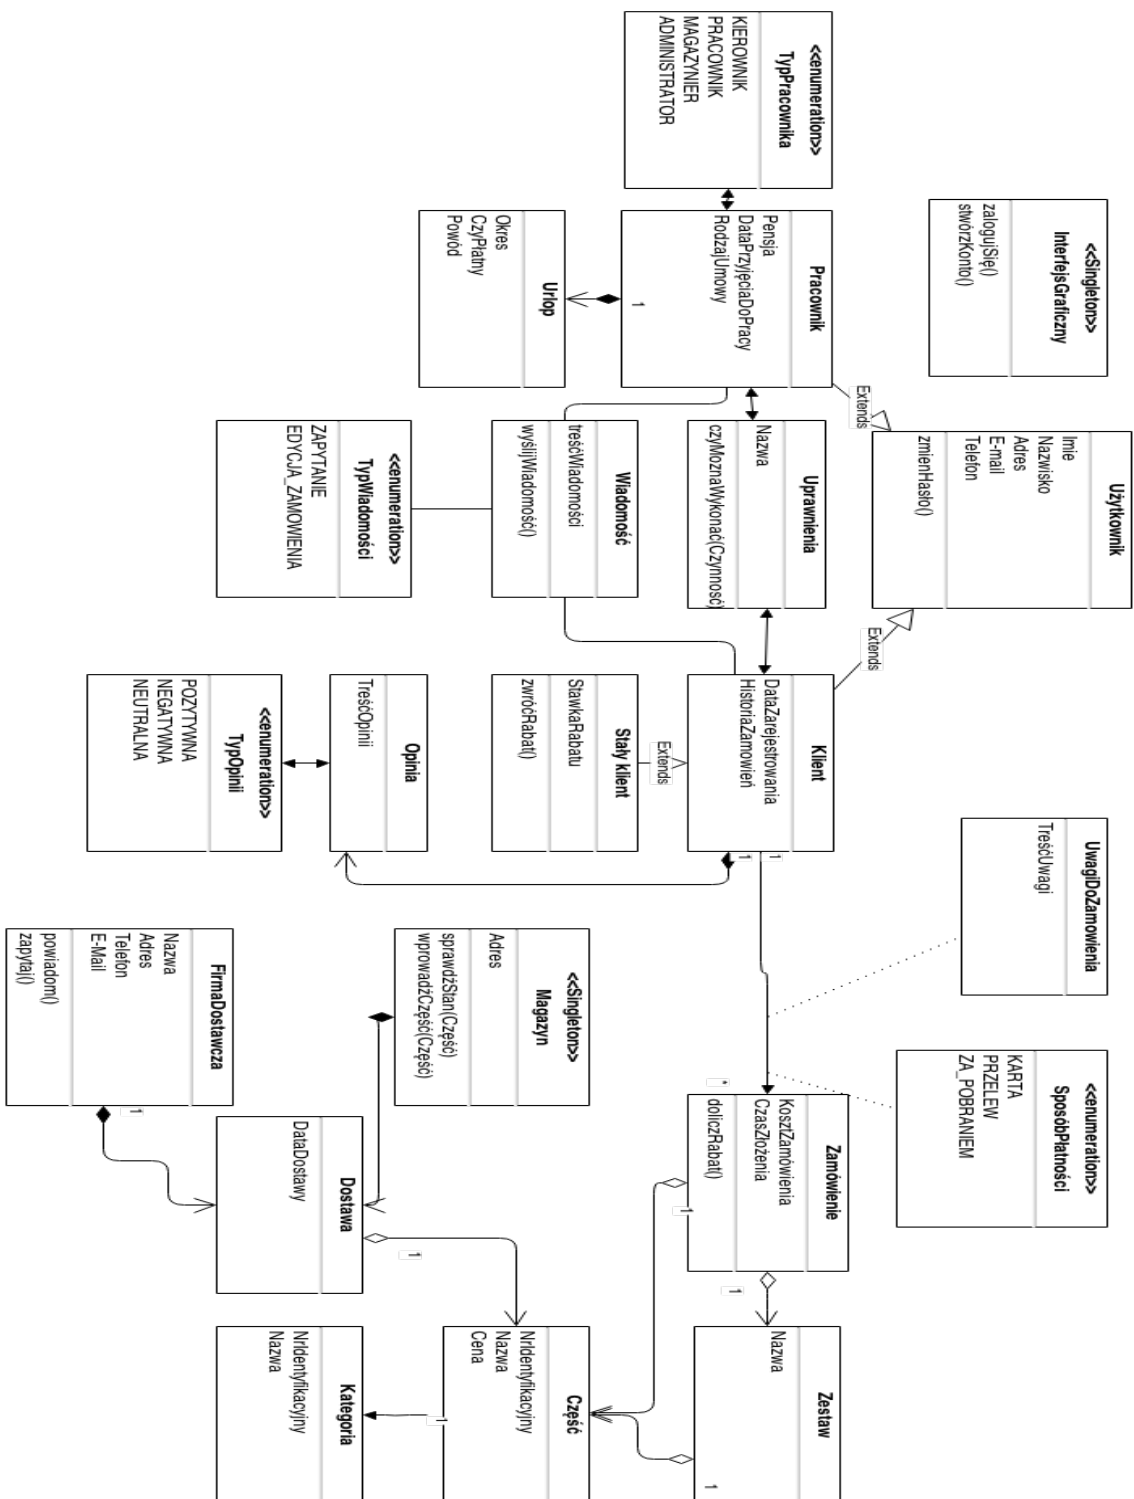 <<enumeration>>
TypPracownika
KIEROWNIK
PRACOWNIK
MAGAZYNIER
ADMINISTRATOR
<<Singleton>>
InterfejsGraficzny
zalogujSię()
stwórzKonto()
Pracownik
Pensja
DataPrzyjęciaDoPracy
RodzajUmowy
1
Urlop
Okres
CzyPłatny
Powód
Extends
Użytkownik
Imie
Nazwisko
Adres
E-mail
Telefon
zmienHasło()
Uprawnienia
Nazwa
czyMoznaWykonać(Czynność)
Wiadomość
treśćWiadomości
wyślijWiadomość()
<<enumeration>>
TypWiadomości
ZAPYTANIE
EDYCJA_ZAMOWIENIA
Extends
Klient
DataZarejestrowania
HistoriaZamowień
1
1
Extends
Stały klient
StawkaRabatu
zwróćRabat()
Opinia
TreśćOpinii
<<enumeration>>
TypOpinii
POZYTYWNA
NEGATYWNA
NEUTRALNA
UwagiDoZamowienia
TreśćUwagi
<<enumeration>>
SposóbPłatności
KARTA
PRZELEW
ZA_POBRANIEM
<<Singleton>>
Magazyn
Adres
sprawdźStan(Część)
wprowadźCzęść(Część)
FirmaDostawcza
Nazwa
Adres
Telefon
E-Mail
powiadom()
zapytaj()
1
*
Zamówienie
KosztZamówienia
CzasZłożenia
doliczRabat()
1
1
Dostawa
DataDostawy
1
Zestaw
Nazwa
1
Część
NrIdentyfikacyjny
Nazwa
Cena
1
Kategoria
NrIdentyfikacyjny
Nazwa